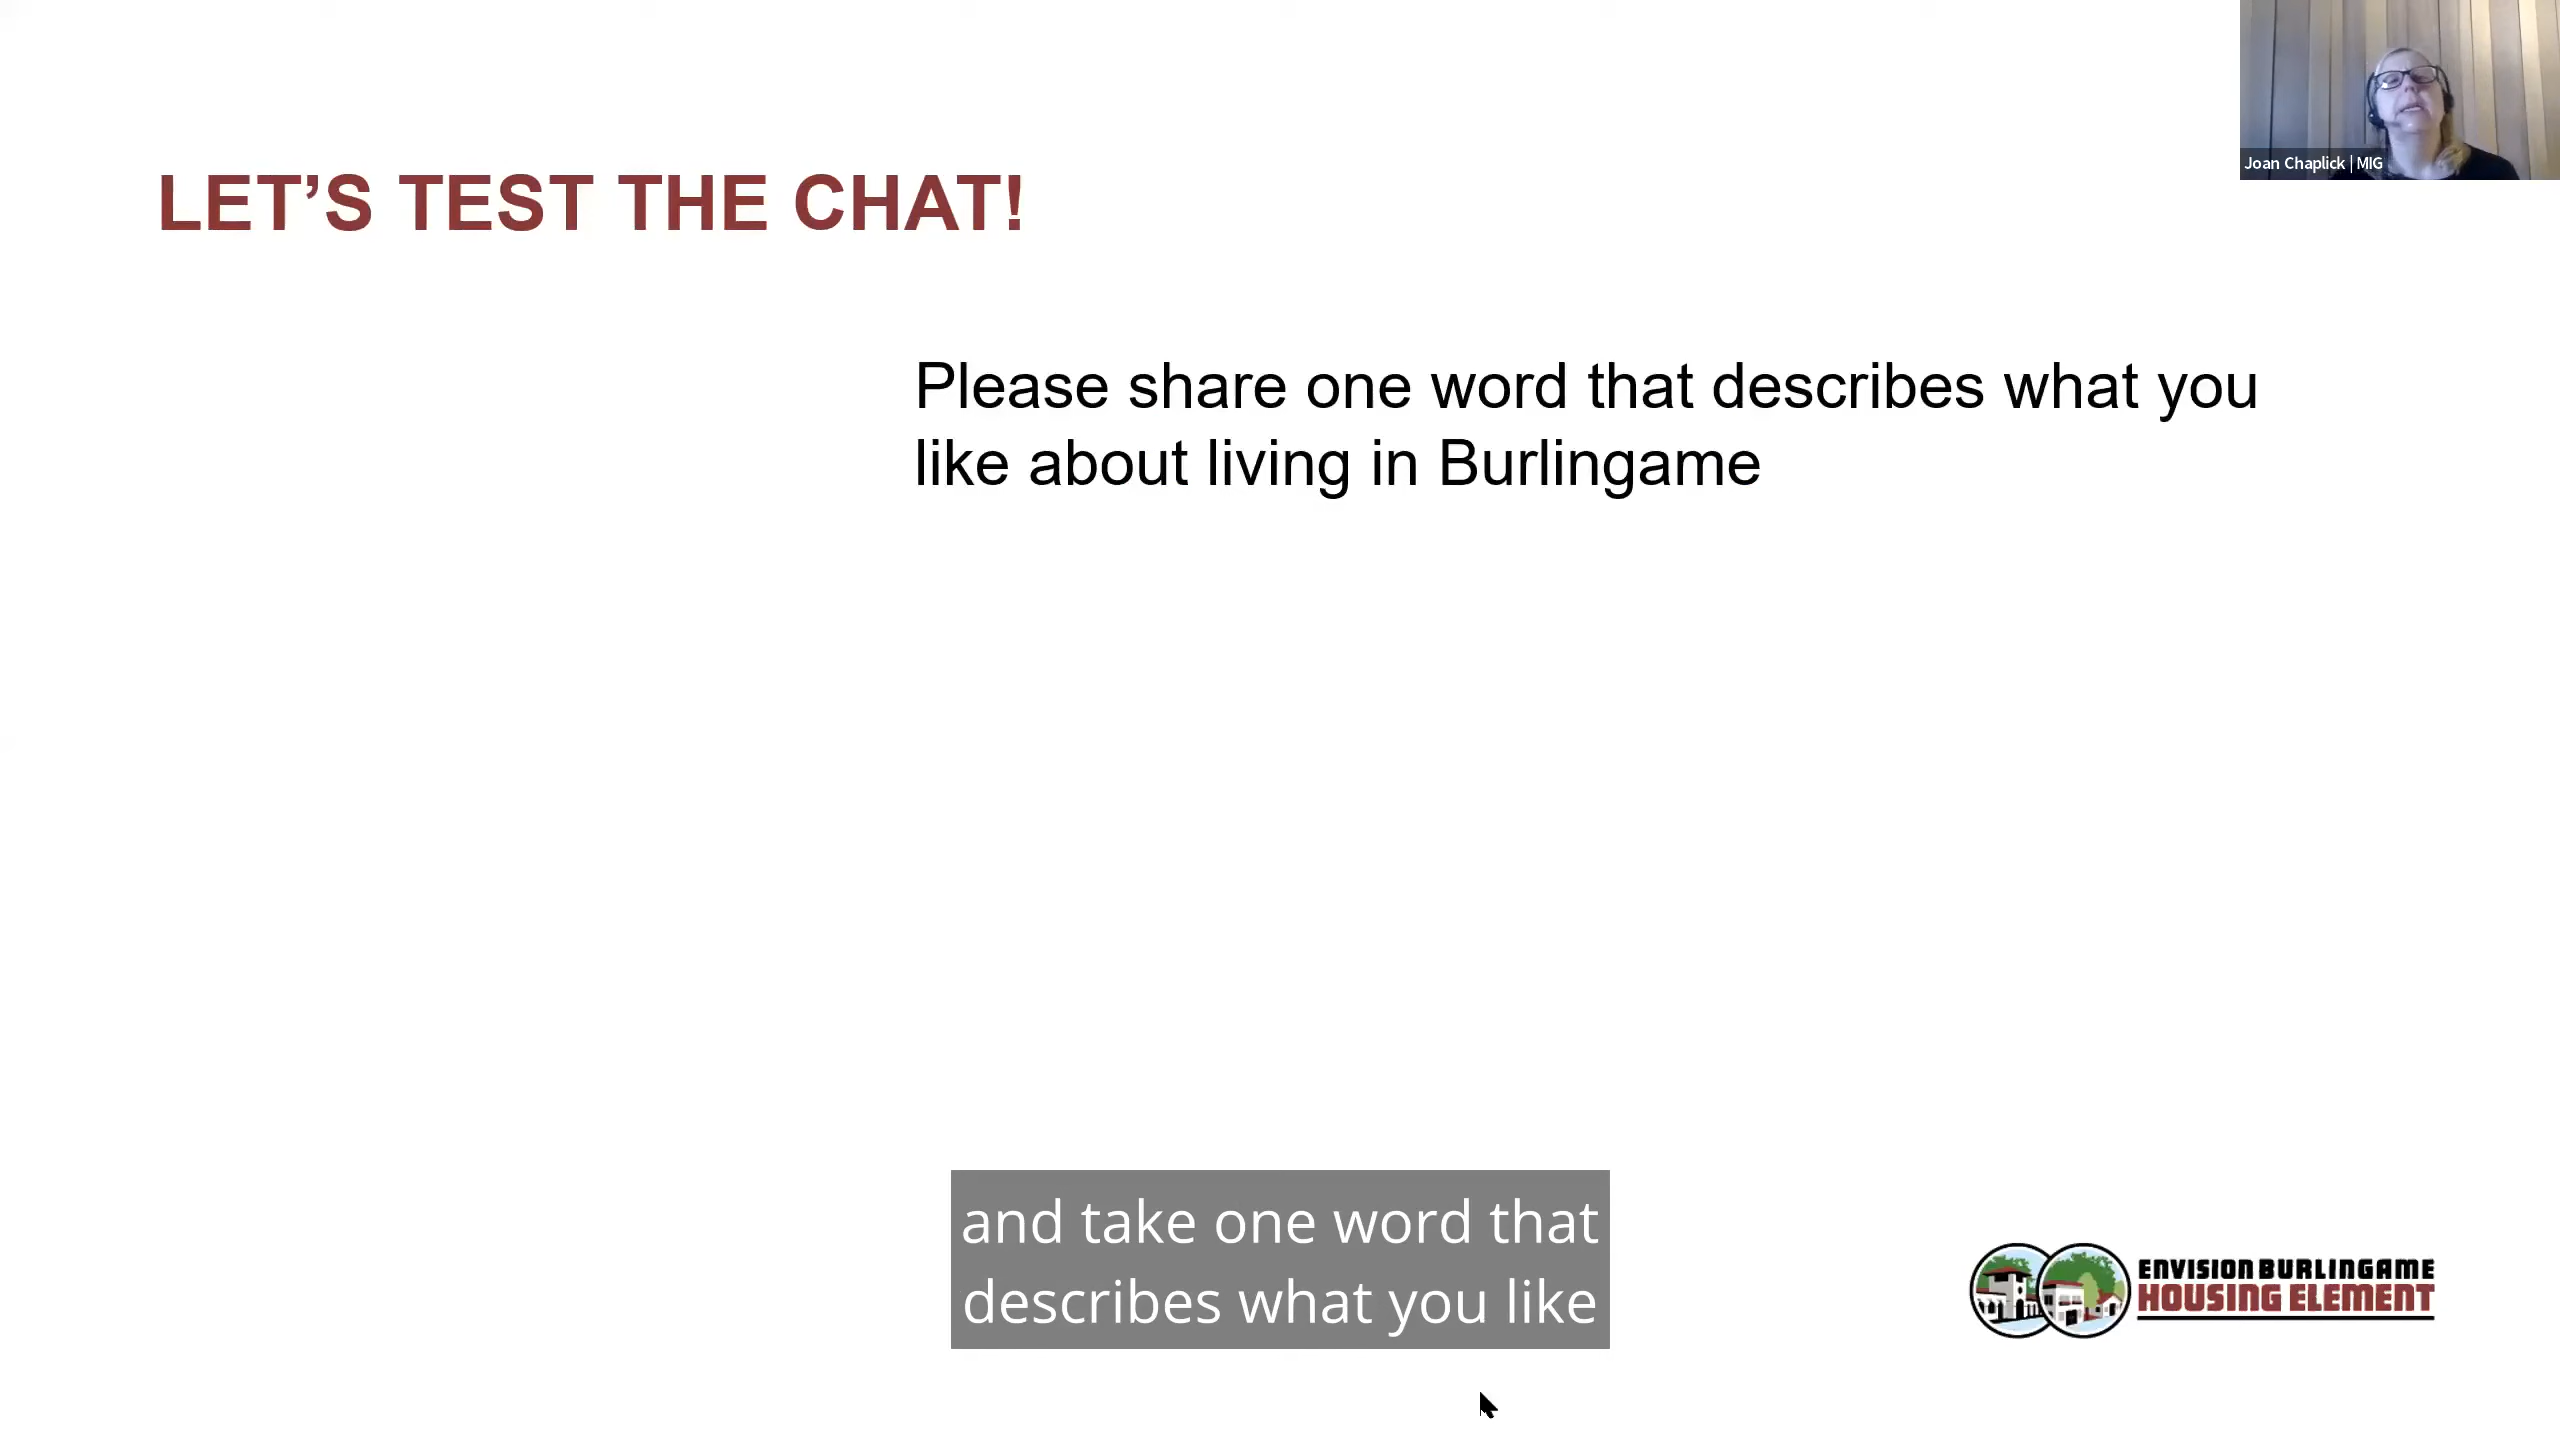 Joan Chaplick | MIG
LET’S TEST THE CHAT!
Please share one word that describes what you
like about living in Burlingame
and take one word that
describes what you like
ENVISION BURLINGAME
HOUSING ELEMENT